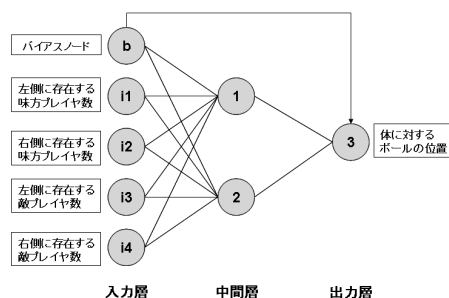 バイアスノード
b
左側に存在する
味方プレイヤ数
i1
1
右側に存在する
味方プレイヤ数
i2
3
体に対する
ボールの位置
左側に存在する
敵プレイヤ数
i3
2
右側に存在する
敵プレイヤ数
i4
入力層
中間層
出力層